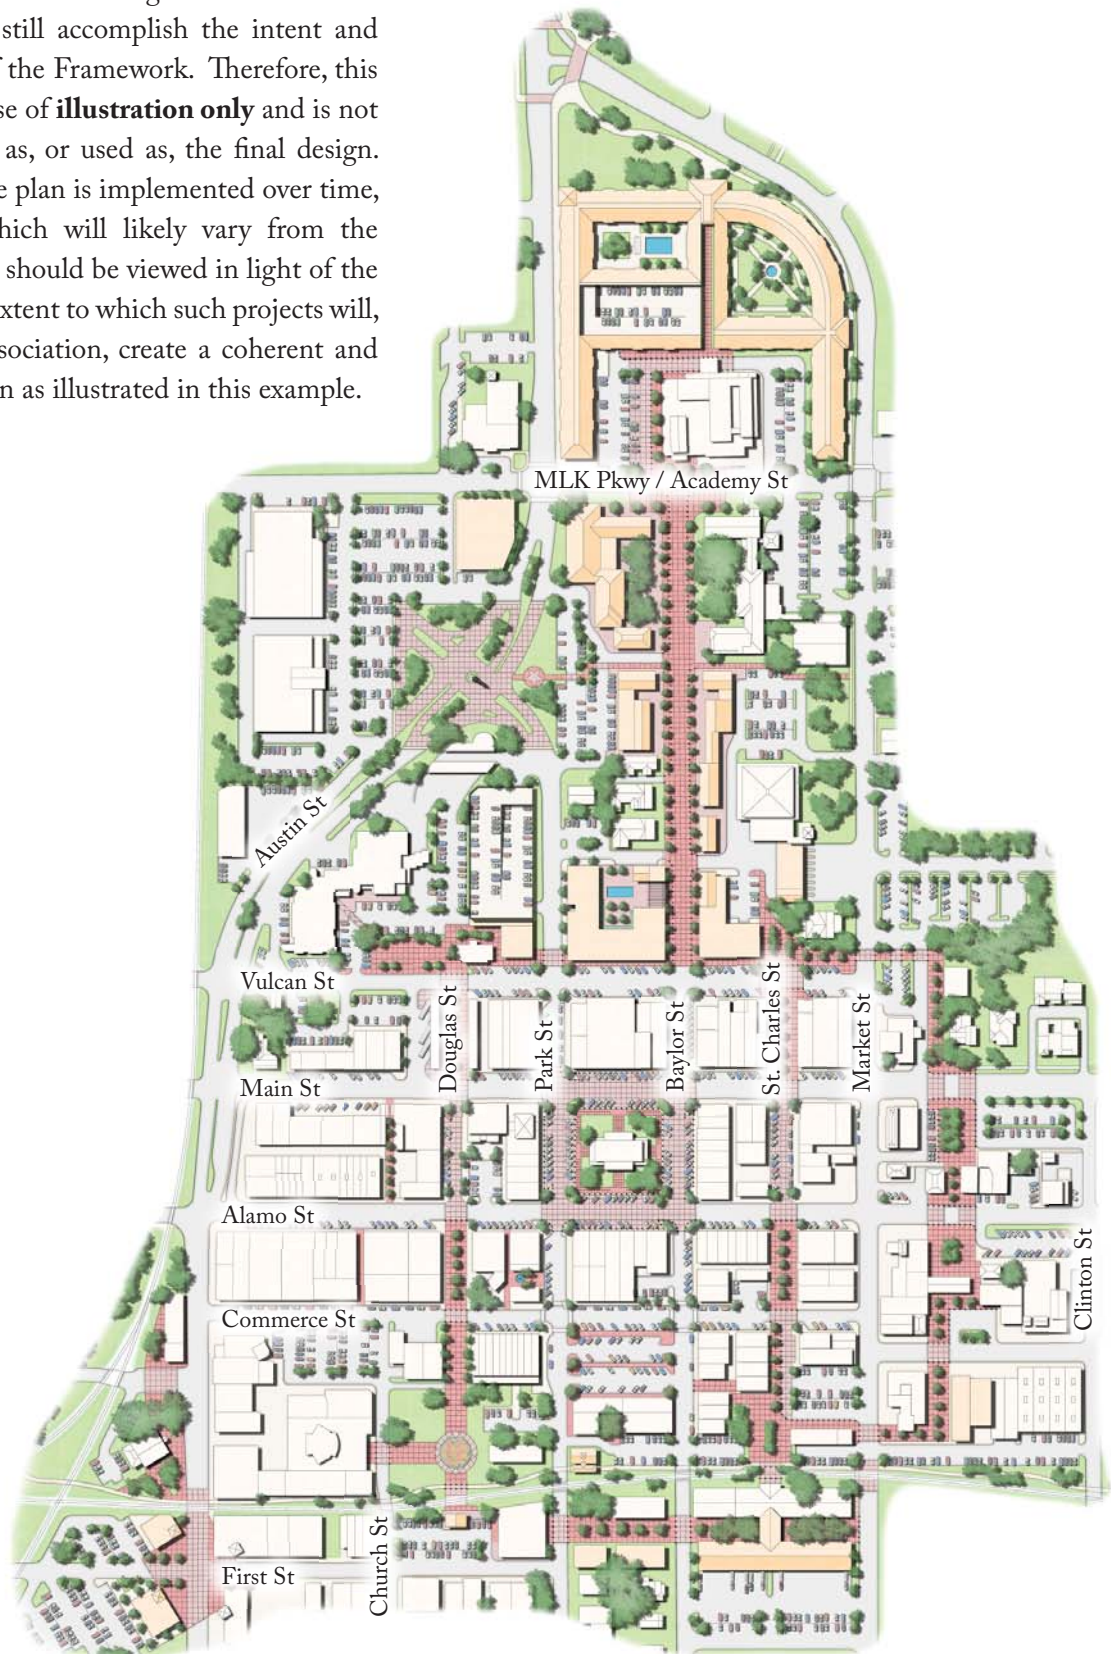 still accomplish the intent and
the Framework. Therefore, this
of illustration only and is not
as, or used as, the final design.
plan is implemented over time,
will likely vary from the
should be viewed in light of the
to which such projects will,
create a coherent and
as illustrated in this example.
MLK Pkwy / Academy St
Austin St
Vulcan St
Douglas St
Park St
Baylor St
St. Charles St
Market St
Main St
Alamo St
Clinton St
Commerce St
Church St
First St